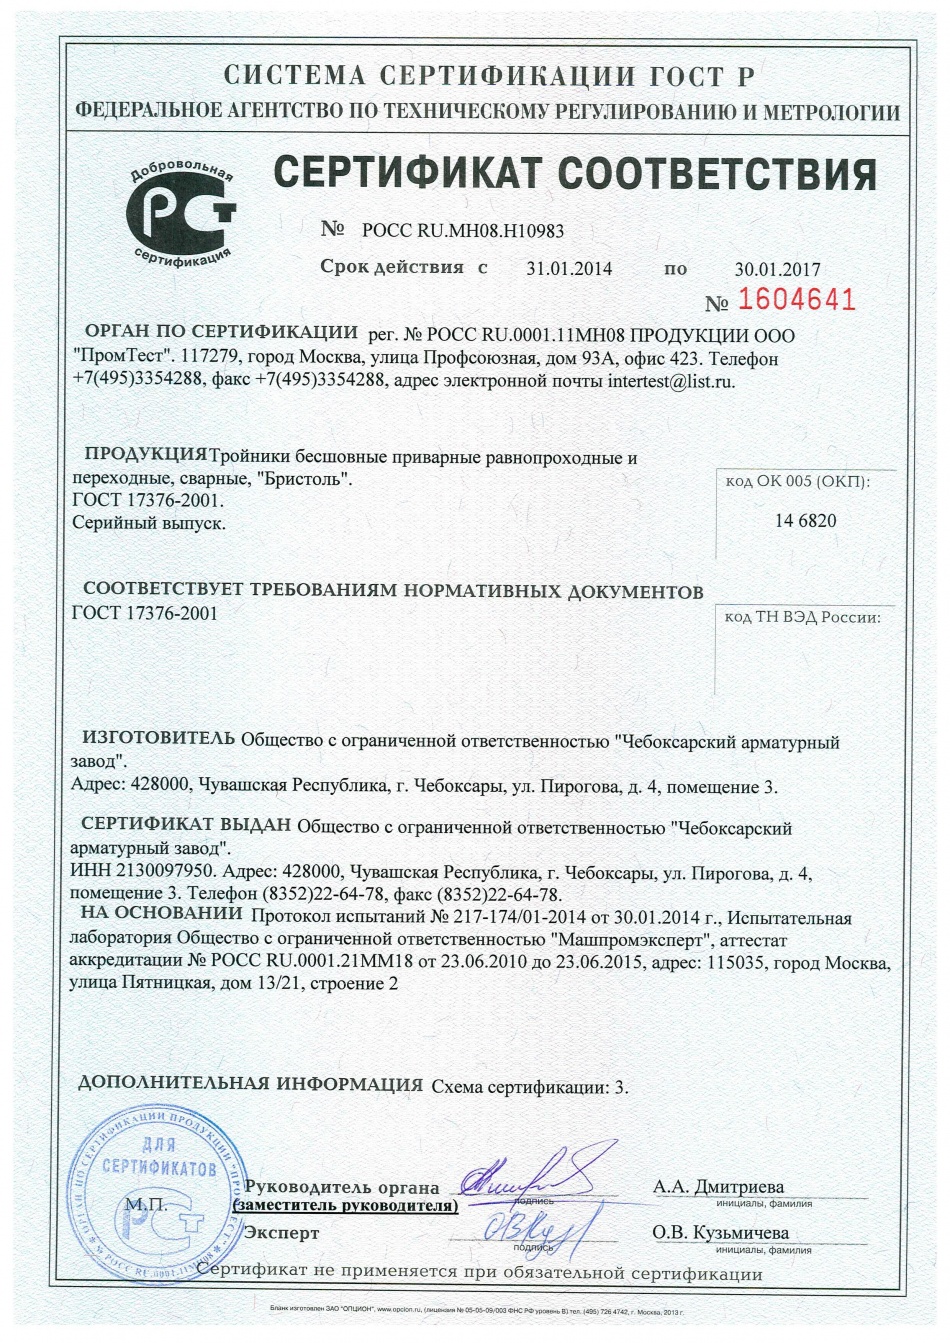 СИСТЕМА СЕРТИФИКАЦИИ ГОСТ Р
ФЕДЕРАЛЬНОЕ АГЕНТСТВО ПО ТЕХНИЧЕСКОМУ РЕГУЛИРОВАНИЮ И МЕТРОЛОГИИ
Добровольная
сертификация
СЕРТИФИКАТ СООТВЕТСТВИЯ
№ РОСС RU.МН08.Н10983
Срок действия с 31.01.2014 по 30.01.2017
№ 1604641
ОРГАН ПО СЕРТИФИКАЦИИ рег. № РОСС RU.0001.11МН08 ПРОДУКЦИИ ООО
"ПромТест". 117279, город Москва, улица Профсоюзная, дом 93А, офис 423. Телефон
+7(495)3354288, факс +7(495)3354288, адрес электронной почты intertest@list.ru.
ПРОДУКЦИЯ Тройники бесшовные приварные равнопроходные и
переходные, сварные, "Бристоль".
ГОСТ 17376-2001.
Серийный выпуск.
код ОК 005 (ОКП):
14 6820
СООТВЕТСТВУЕТ ТРЕБОВАНИЯМ НОРМАТИВНЫХ ДОКУМЕНТОВ
ГОСТ 17376-2001
код ТН ВЭД России:
ИЗГОТОВИТЕЛЬ Общество с ограниченной ответственностью "Чебоксарский арматурный
завод".
Адрес: 428000, Чувашская Республика, г. Чебоксары, ул. Пирогова, д. 4, помещение 3.
СЕРТИФИКАТ ВЫДАН Общество с ограниченной ответственностью "Чебоксарский
арматурный завод".
ИНН 2130097950. Адрес: 428000, Чувашская Республика, г. Чебоксары, ул. Пирогова, д. 4,
помещение 3. Телефон (8352)22-64-78, факс (8352)22-64-78.
НА ОСНОВАНИИ Протокол испытаний № 217-174/01-2014 от 30.01.2014 г., Испытательная
лаборатория Общество с ограниченной ответственностью "Машпромэксперт", аттестат
аккредитации № РОСС RU.0001.21ММ18 от 23.06.2010 до 23.06.2015, адрес: 115035, город Москва,
улица Пятницкая, дом 13/21, строение 2
ДОПОЛНИТЕЛЬНАЯ ИНФОРМАЦИЯ Схема сертификации: 3.
ОРГАН ПО СЕРТИФИКАЦИИ ПРОДУКЦИИ "ПРОМТЕСТ"
РОСС RU.0001.11МН08
ДЛЯ
СЕРТИФИКАТОВ
М.П.
Руководитель органа
(заместитель руководителя)
подпись
А.А. Дмитриева
инициалы, фамилия
Эксперт
подпись
О.В. Кузьмичева
инициалы, фамилия
Сертификат не применяется при обязательной сертификации
Бланк изготовлен ЗАО "ОПЦИОН", www.opcion.ru, (лицензия № 05-05-09/003 ФНС РФ уровень В) тел. (495) 726 4742, г. Москва, 2013 г.